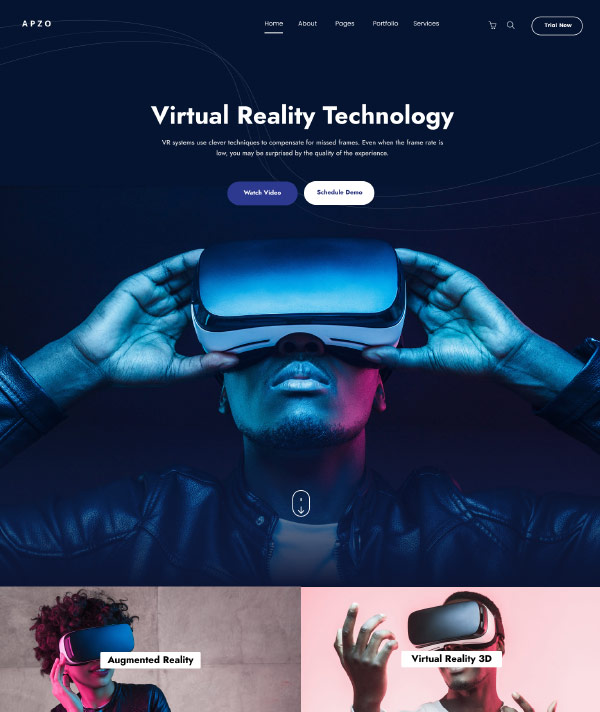 APZO
Home About Pages Portfolio Services
Trial Now
Virtual Reality Technology
VR systems use clever techniques to compensate for missed frames. Even when the frame rate is
low, you may be surprised by the quality of the experience.
Watch Video Schedule Demo
Augmented Reality
Virtual Reality 3D